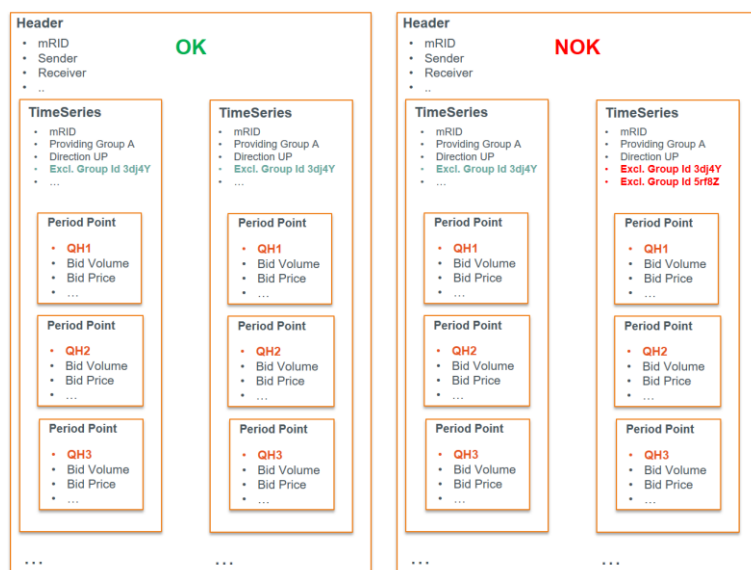 Header
OK
• mRID
• Sender
• Receiver
• ..
TimeSeries
• mRID
• Providing Group A
• Direction UP
• Excl. Group Id 3dj4Y
• ...
Period Point
• QH1
• Bid Volume
• Bid Price
• ...
Period Point
• QH2
• Bid Volume
• Bid Price
• ...
Period Point
• QH3
• Bid Volume
• Bid Price
• ...
...
TimeSeries
• mRID
• Providing Group A
• Direction UP
• Excl. Group Id 3dj4Y
• ...
Period Point
• QH1
• Bid Volume
• Bid Price
• ...
Period Point
• QH2
• Bid Volume
• Bid Price
• ...
Period Point
• QH3
• Bid Volume
• Bid Price
• ...
...
Header
NOK
• mRID
• Sender
• Receiver
• ..
TimeSeries
• mRID
• Providing Group A
• Direction UP
• Excl. Group Id 3dj4Y
• ...
Period Point
• QH1
• Bid Volume
• Bid Price
• ...
Period Point
• QH2
• Bid Volume
• Bid Price
• ...
Period Point
• QH3
• Bid Volume
• Bid Price
• ...
...
TimeSeries
• mRID
• Providing Group A
• Direction UP
• Excl. Group Id 3dj4Y
• Excl. Group Id 5rf8Z
Period Point
• QH1
• Bid Volume
• Bid Price
• ...
Period Point
• QH2
• Bid Volume
• Bid Price
• ...
Period Point
• QH3
• Bid Volume
• Bid Price
• ...
...